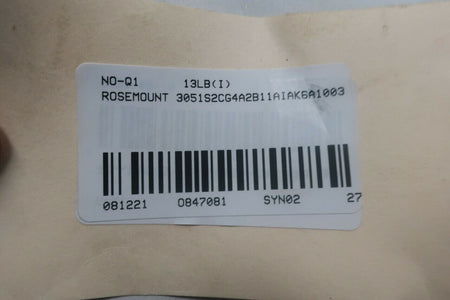 NO-Q1 13LB(I)
ROSEMOUNT 3051S2CG4A2B11AIAK6A1003
081221 0847081 SYN02 27